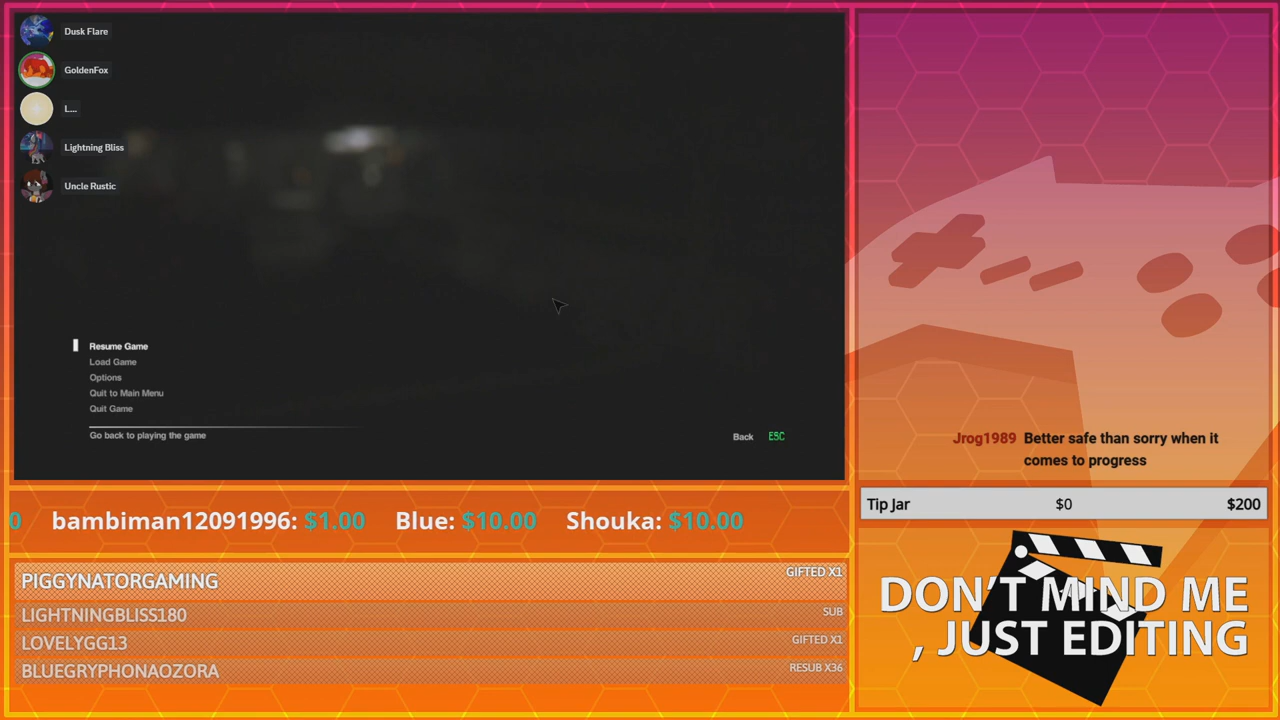 Dusk Flare
GoldenFox
L...
Lightning Bliss
Uncle Rustic
Resume Game
Load Game
Options
Quit to Main Menu
Quit Game
Go back to playing the game
Back ESC
Jrog1989 Better safe than sorry when it
comes to progress
Tip Jar $0 $200
0 bambiman12091996: $1.00 Blue: $10.00 Shouka: $10.00
PIGGYNATORGAMING GIFTED X1
LIGHTNINGBLISS180 SUB
LOVELYGG13 GIFTED X1
BLUEGRYPHONAOZORA RESUB X36
DON'T MIND ME
, JUST EDITING